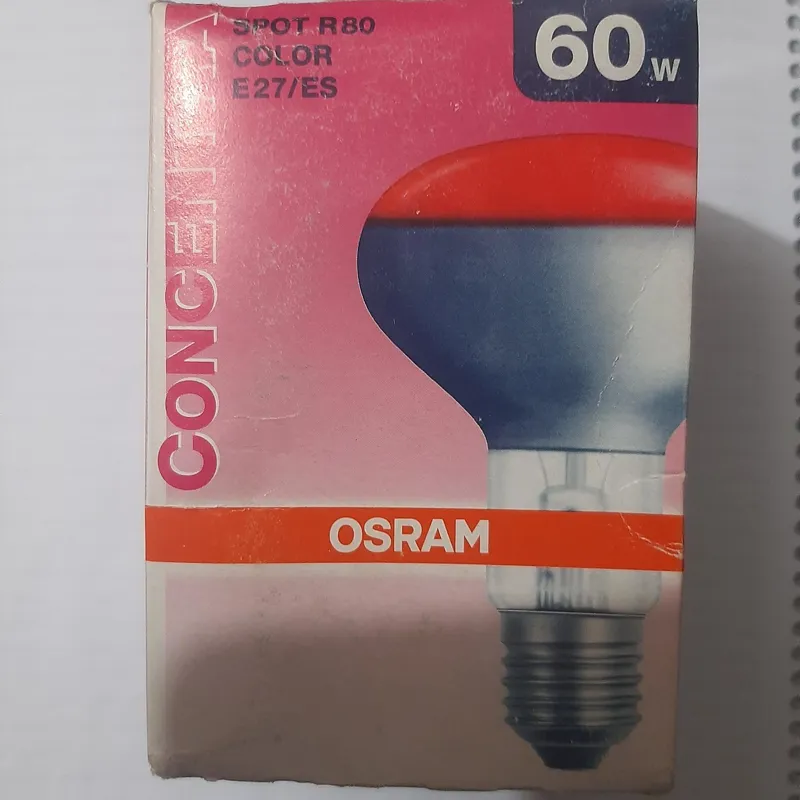 SPOT R80
COLOR
E27/ES
60W
CONCENTRA
OSRAM